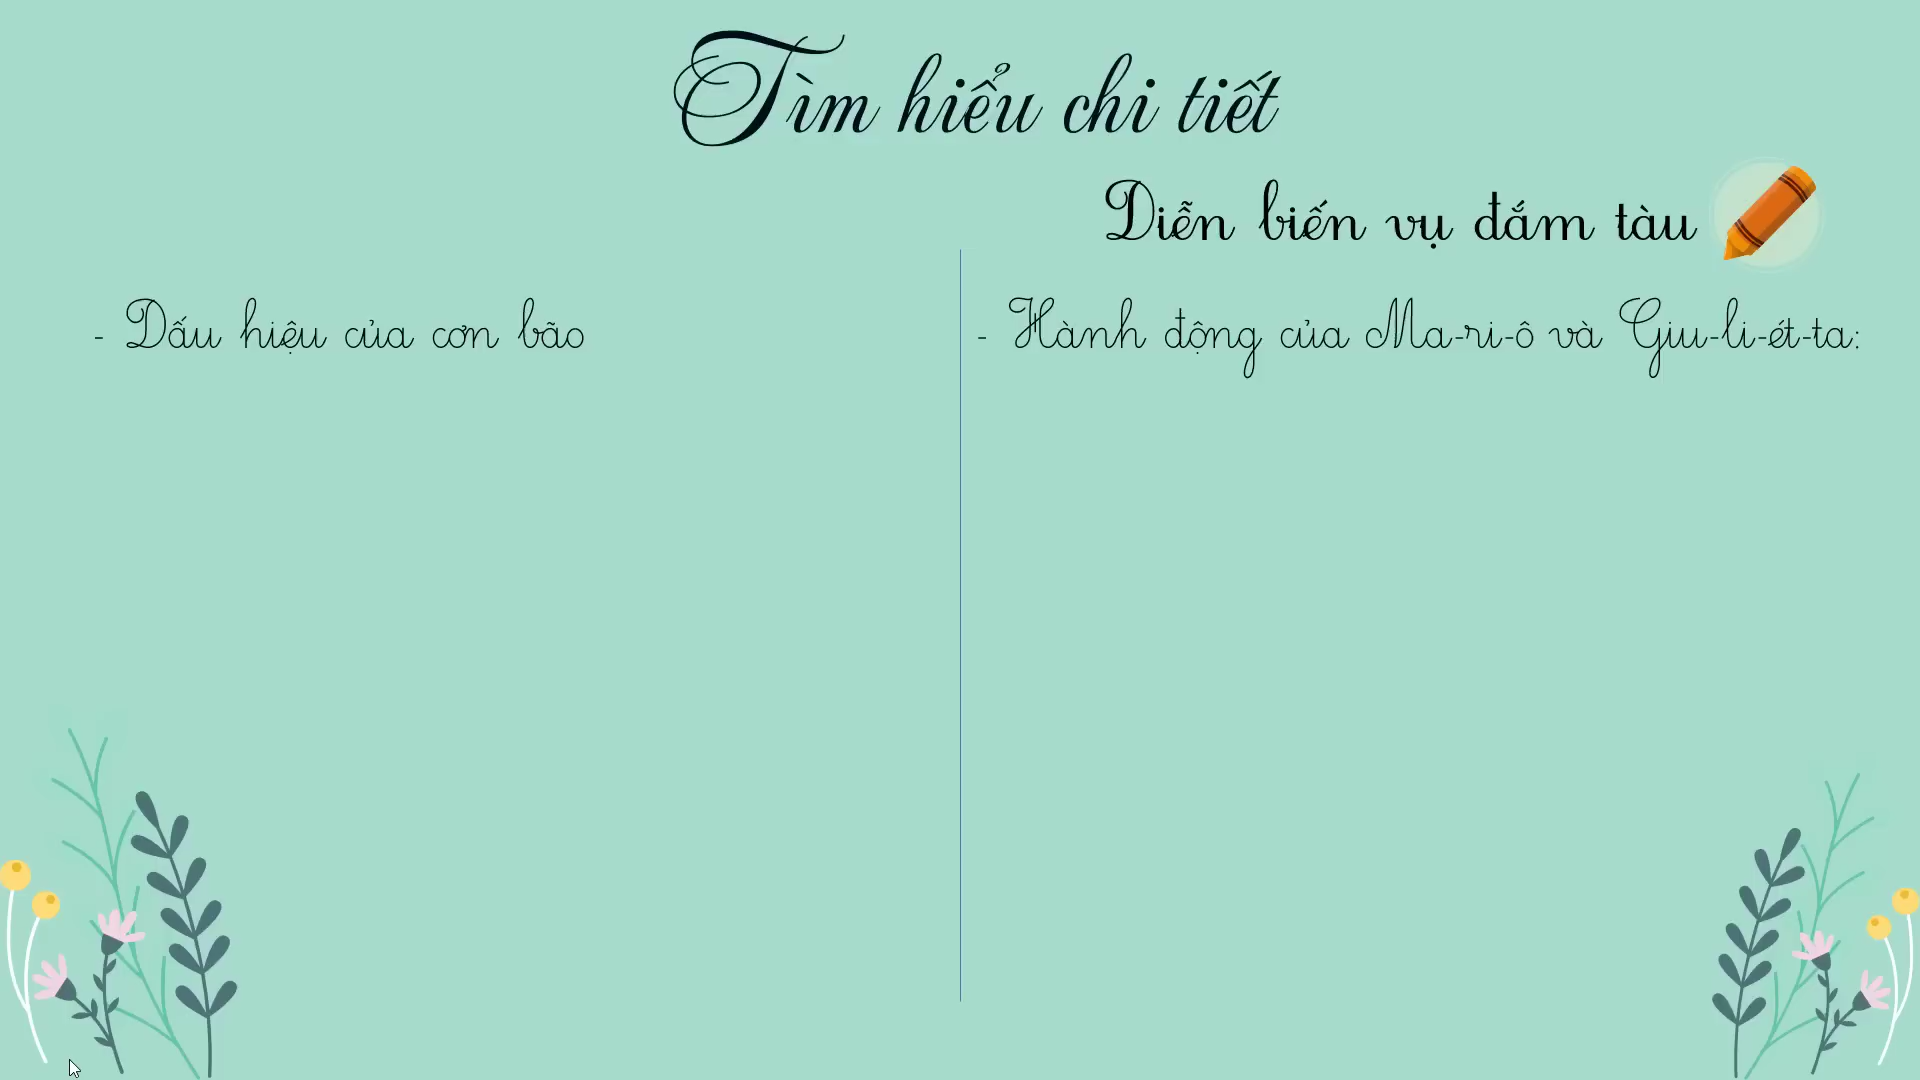 Tìm hiểu chi tiết
Diễn biến vụ đắm tàu
- Dấu hiệu của cơn bão
- Hành động của Ma-ri-ô và Giu-li-ét-ta: